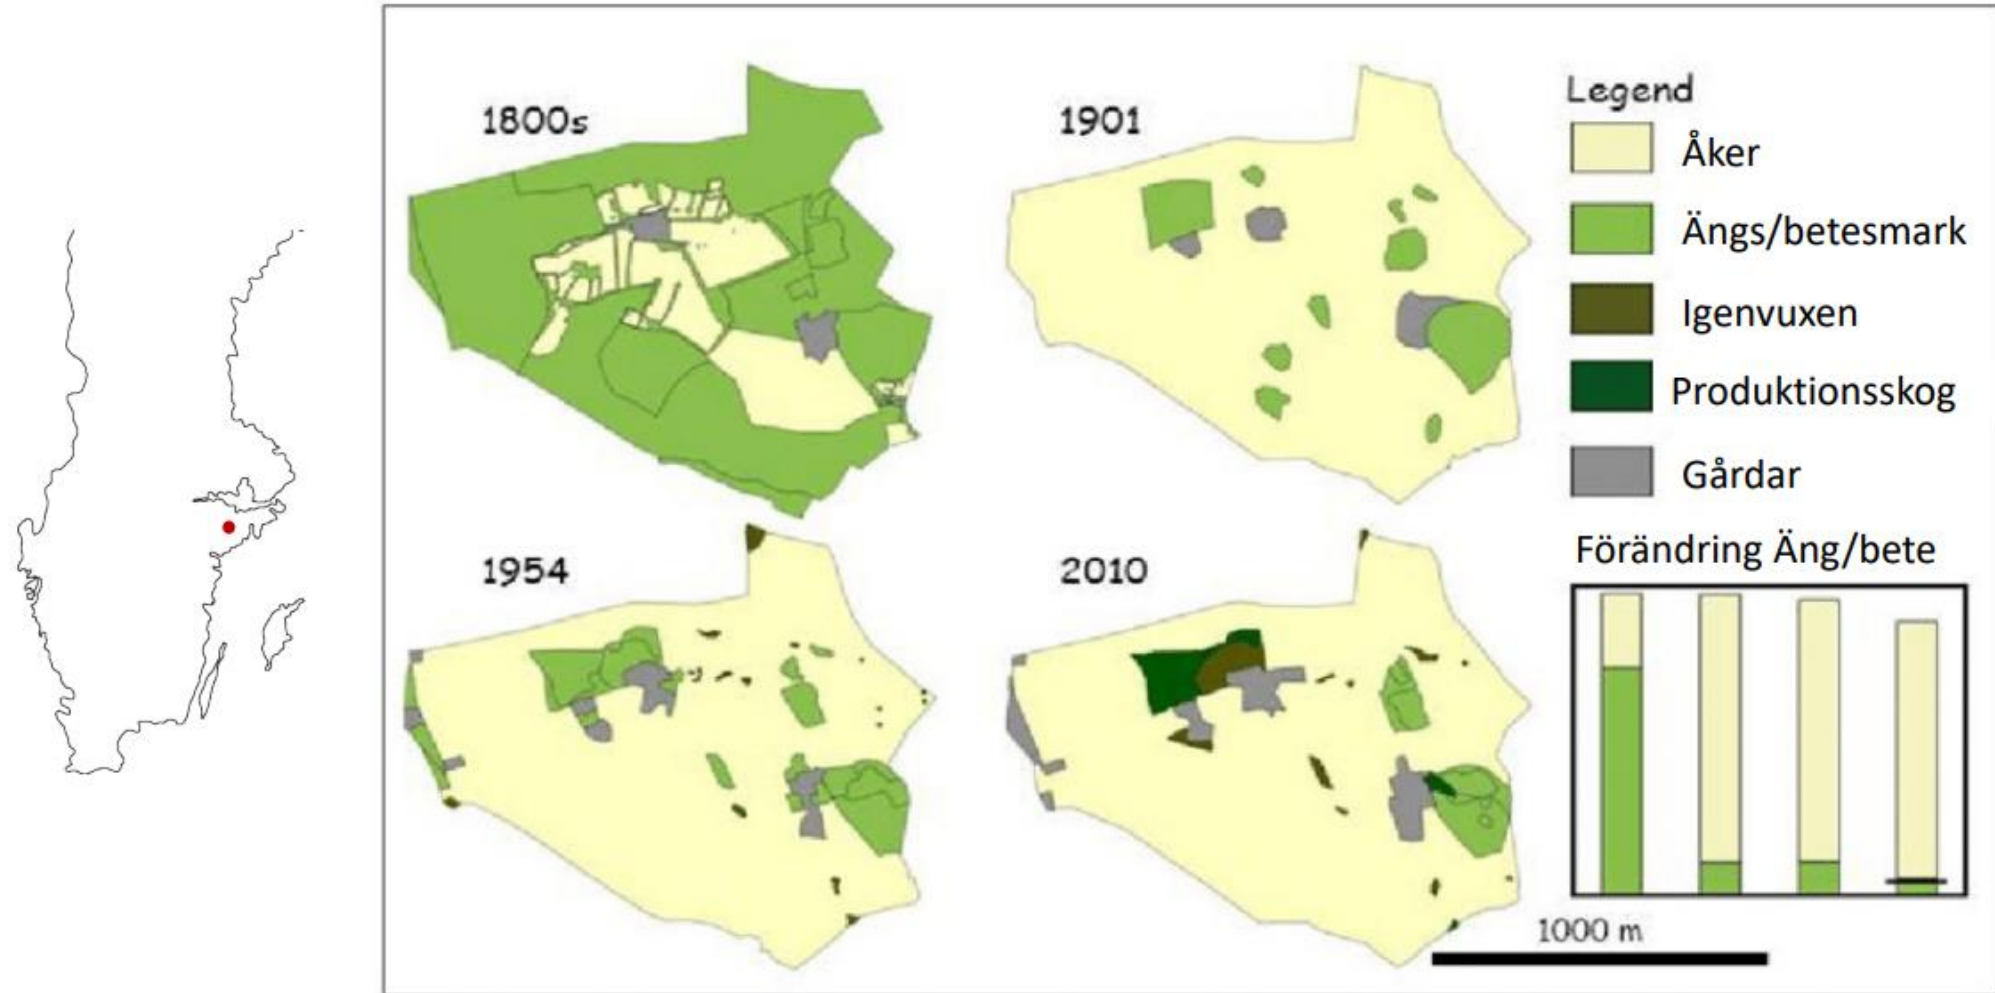 1800s
1901
1954
2010
Legend
Åker
Ängs/betesmark
Igenvuxen
Produktionsskog
Gårdar
Förändring Äng/bete
1000 m